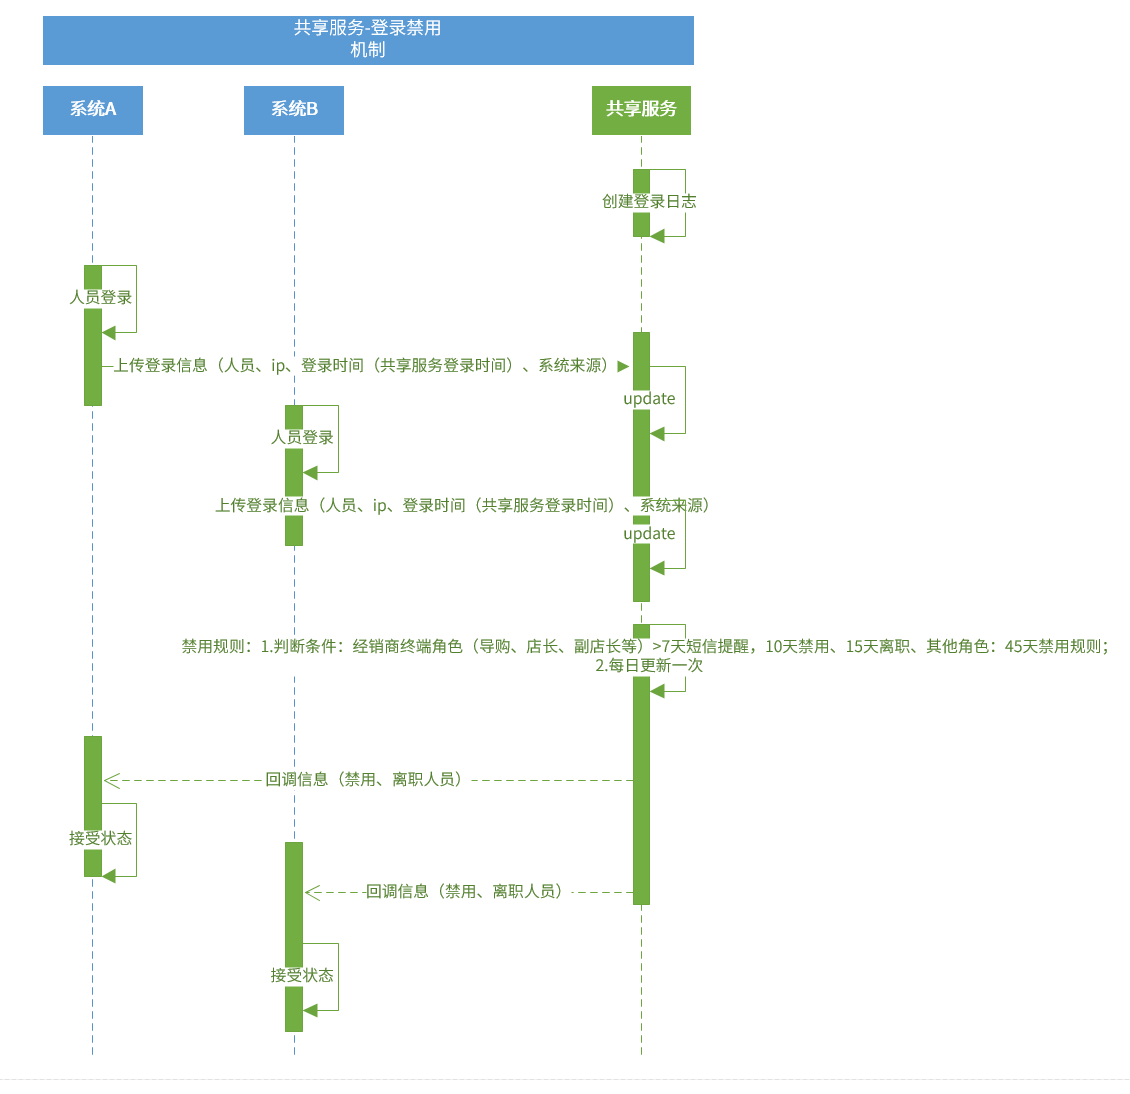 共享服务-登录禁用
机制
系统A
系统B
共享服务
创建登录日志
人员登录
上传登录信息（人员、ip、登录时间（共享服务登录时间）、系统来源）
update
人员登录
上传登录信息（人员、ip、登录时间（共享服务登录时间）、系统来源）
update
禁用规则：1.判断条件：经销商终端角色（导购、店长、副店长等）>7天短信提醒，10天禁用、15天离职、其他角色：45天禁用规则；
2.每日更新一次
回调信息（禁用、离职人员）
接受状态
回调信息（禁用、离职人员）
接受状态